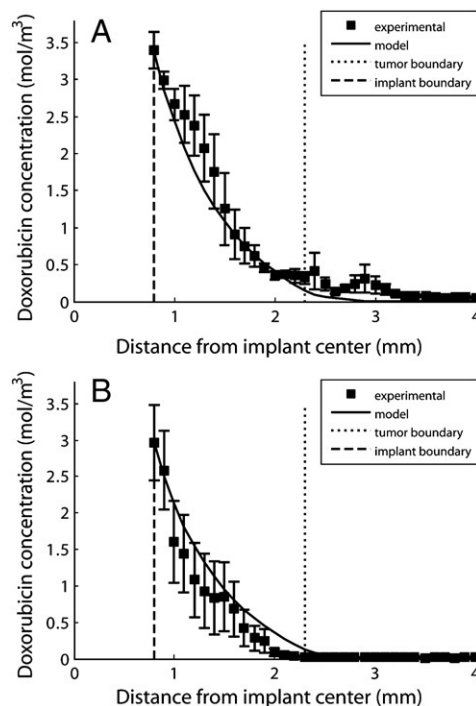 A
Doxorubicin concentration (mol/m³)
3.5
3
2.5
2
1.5
1
0.5
0
1
2
3
4
Distance from implant center (mm)
experimental
model
tumor boundary
implant boundary
B
Doxorubicin concentration (mol/m³)
3.5
3
2.5
2
1.5
1
0.5
0
0
1
2
3
4
Distance from implant center (mm)
experimental
model
tumor boundary
implant boundary